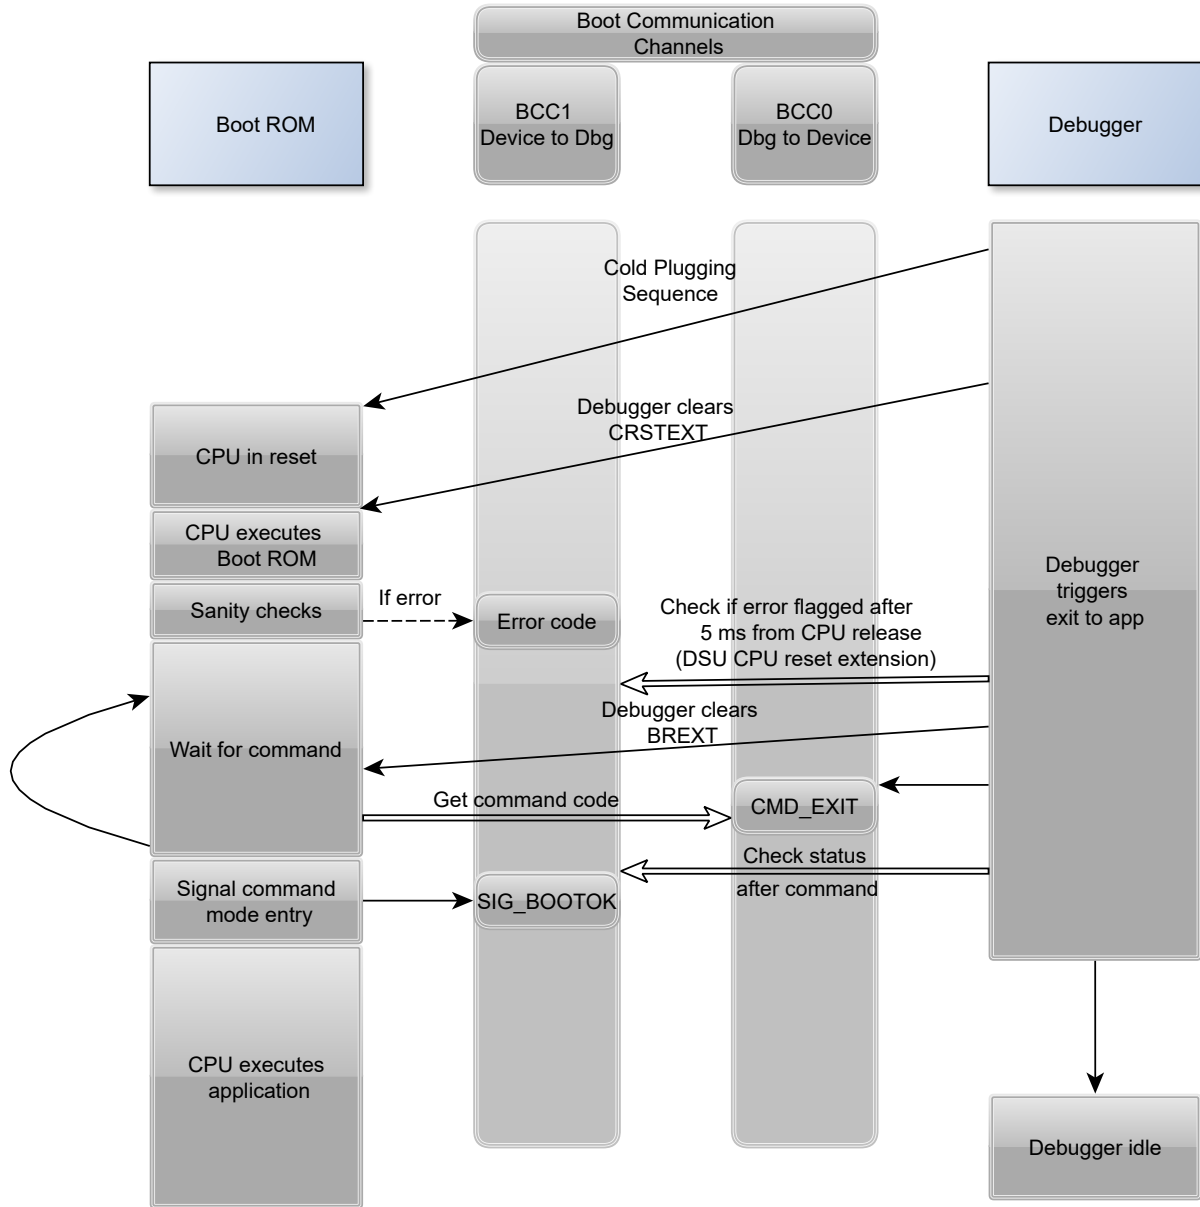 Boot Communication
Channels
Boot ROM
BCC1
Device to Dbg
BCC0
Dbg to Device
Debugger
Cold Plugging
Sequence
Debugger clears
CRSTEXT
CPU in reset
CPU executes
Boot ROM
Sanity checks
If error
Error code
Check if error flagged after
5 ms from CPU release
(DSU CPU reset extension)
Debugger
triggers
exit to app
Debugger clears
BREXT
Wait for command
Get command code
CMD_EXIT
Check status
after command
Signal command
mode entry
SIG_BOOTOK
CPU executes
application
Debugger idle